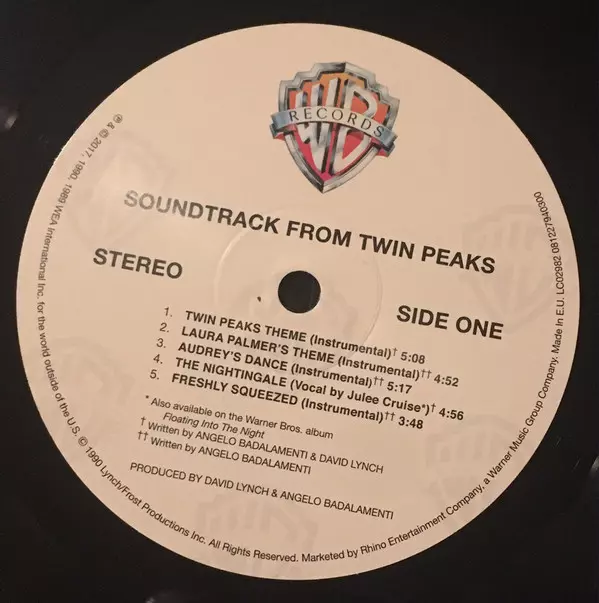 WB
RECORDS
SOUNDTRACK FROM TWIN PEAKS
STEREO
SIDE ONE
1. TWIN PEAKS THEME (Instrumental)† 5:08
2. LAURA PALMER'S THEME (Instrumental)†† 4:52
3. AUDREY'S DANCE (Instrumental)†† 5:17
4. THE NIGHTINGALE (Vocal by Julee Cruise*)† 4:56
5. FRESHLY SQUEEZED (Instrumental)†† 3:48
* Also available on the Warner Bros. album
Floating Into The Night
† Written by ANGELO BADALAMENTI & DAVID LYNCH
†† Written by ANGELO BADALAMENTI
PRODUCED BY DAVID LYNCH & ANGELO BADALAMENTI
℗ & © 2017, 1990, 1989 WEA International Inc. for the world outside of the U.S. © 1990 Lynch/Frost Productions Inc. All Rights Reserved. Marketed by Rhino Entertainment Company, a Warner Music Group Company. Made in E.U. LC02982 081227940300